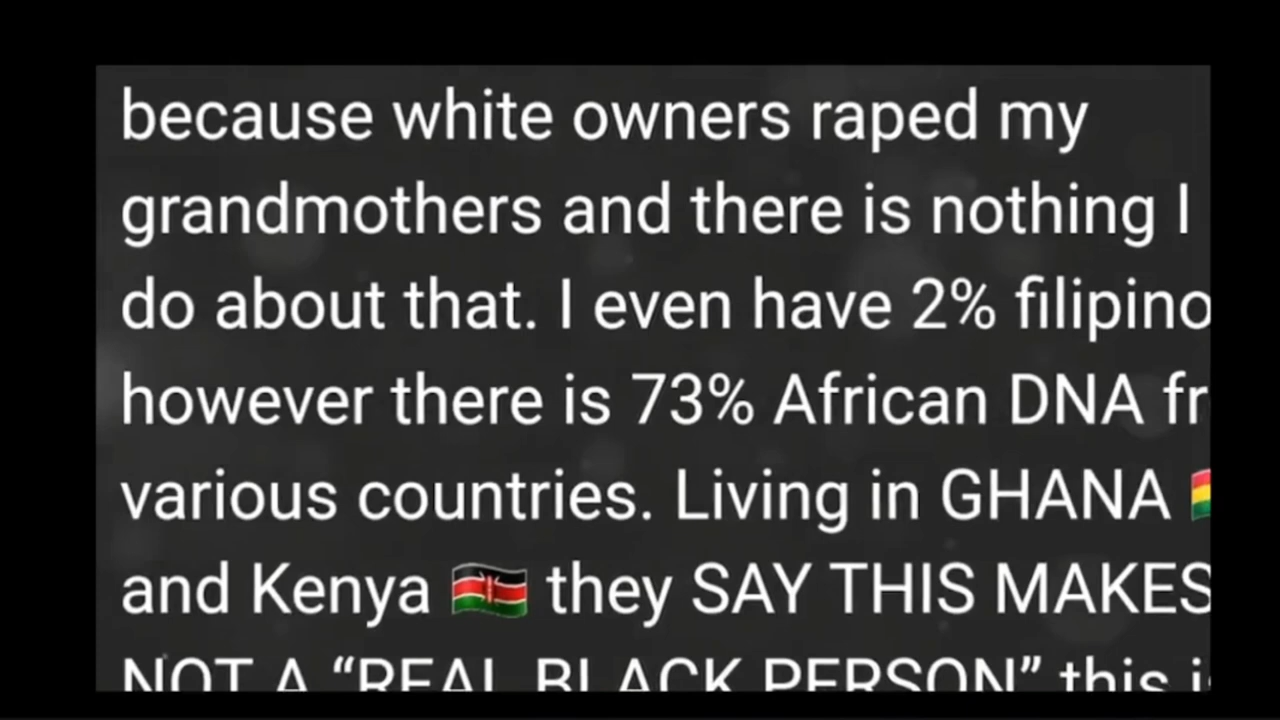 because white owners raped my
grandmothers and there is nothing I
do about that. I even have 2% filipino
however there is 73% African DNA fr
various countries. Living in GHANA
and Kenya 🇰🇪 they SAY THIS MAKES
NOT A “REAL BLACK PERSON” this is